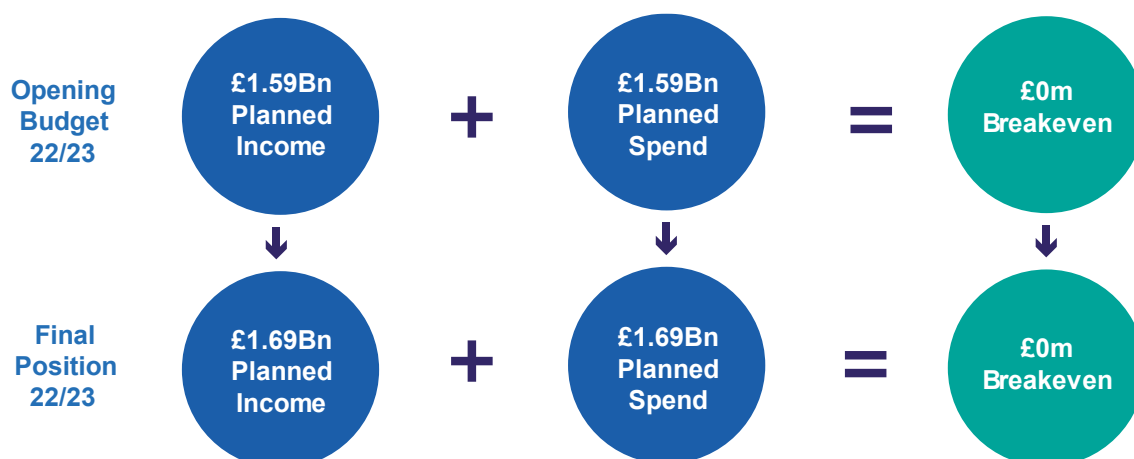 Opening
Budget
22/23
£1.59Bn
Planned
Income
+
£1.59Bn
Planned
Spend
=
£0m
Breakeven
Final
Position
22/23
£1.69Bn
Planned
Income
+
£1.69Bn
Planned
Spend
=
£0m
Breakeven